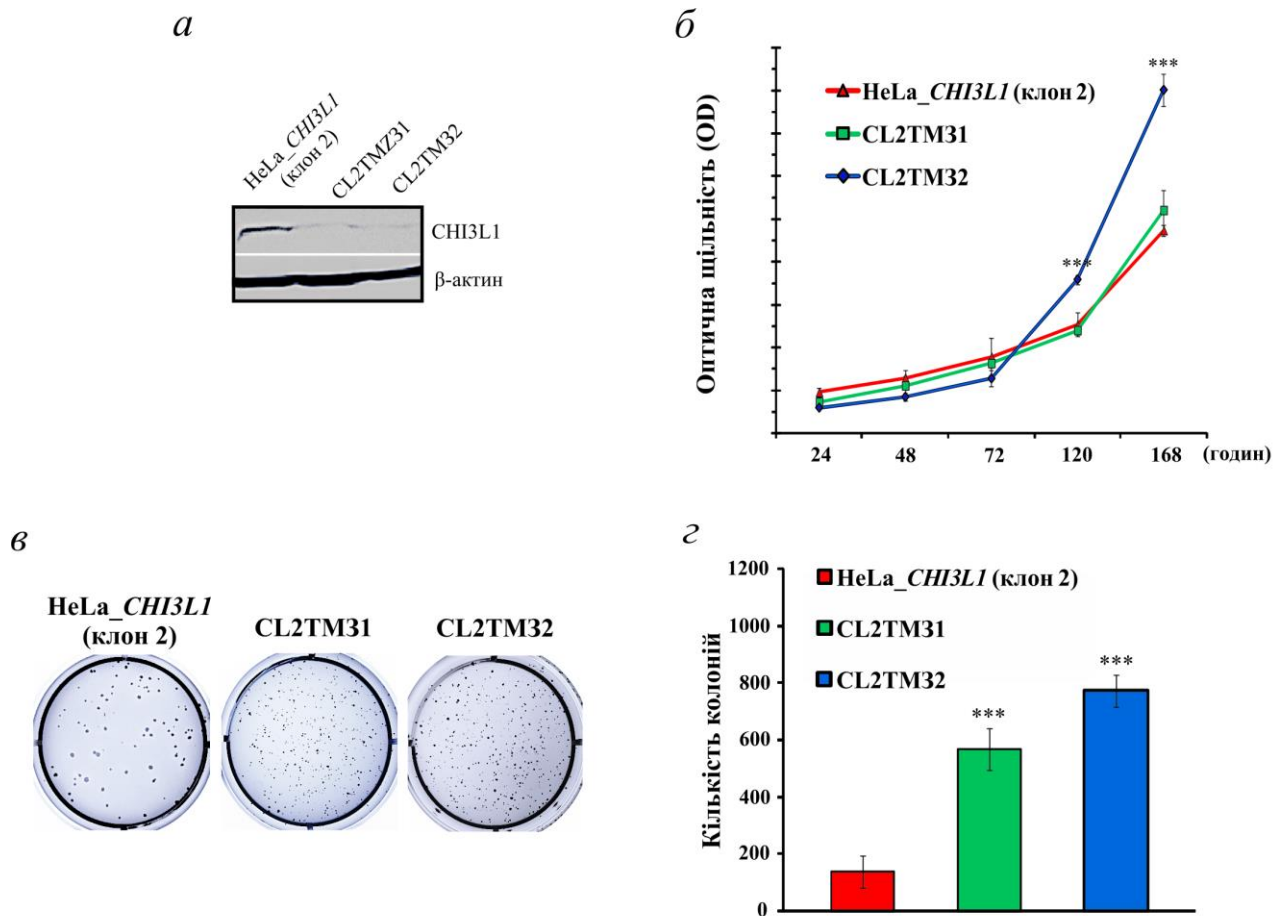 а
HeLa_CHI3L1
(клон 2)
CL2TMZ31
CL2TM32
CHI3L1
β-актин
б
Оптична щільність (OD)
HeLa_CHI3L1 (клон 2)
CL2TM31
CL2TM32
***
***
24 48 72 120 168 (годин)
в
HeLa_CHI3L1
(клон 2)
CL2TM31
CL2TM32
г
Кількість колоній
HeLa_CHI3L1 (клон 2)
CL2TM31
CL2TM32
1200
1000
800
600
400
200
0
***
***